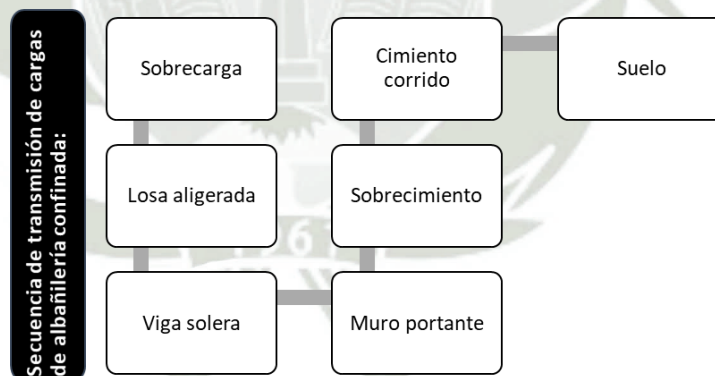 Secuencia de transmisión de cargas
de albañilería confinada:
Sobrecarga
Losa aligerada
Viga solera
Muro portante
Sobrecimiento
Cimiento
corrido
Suelo